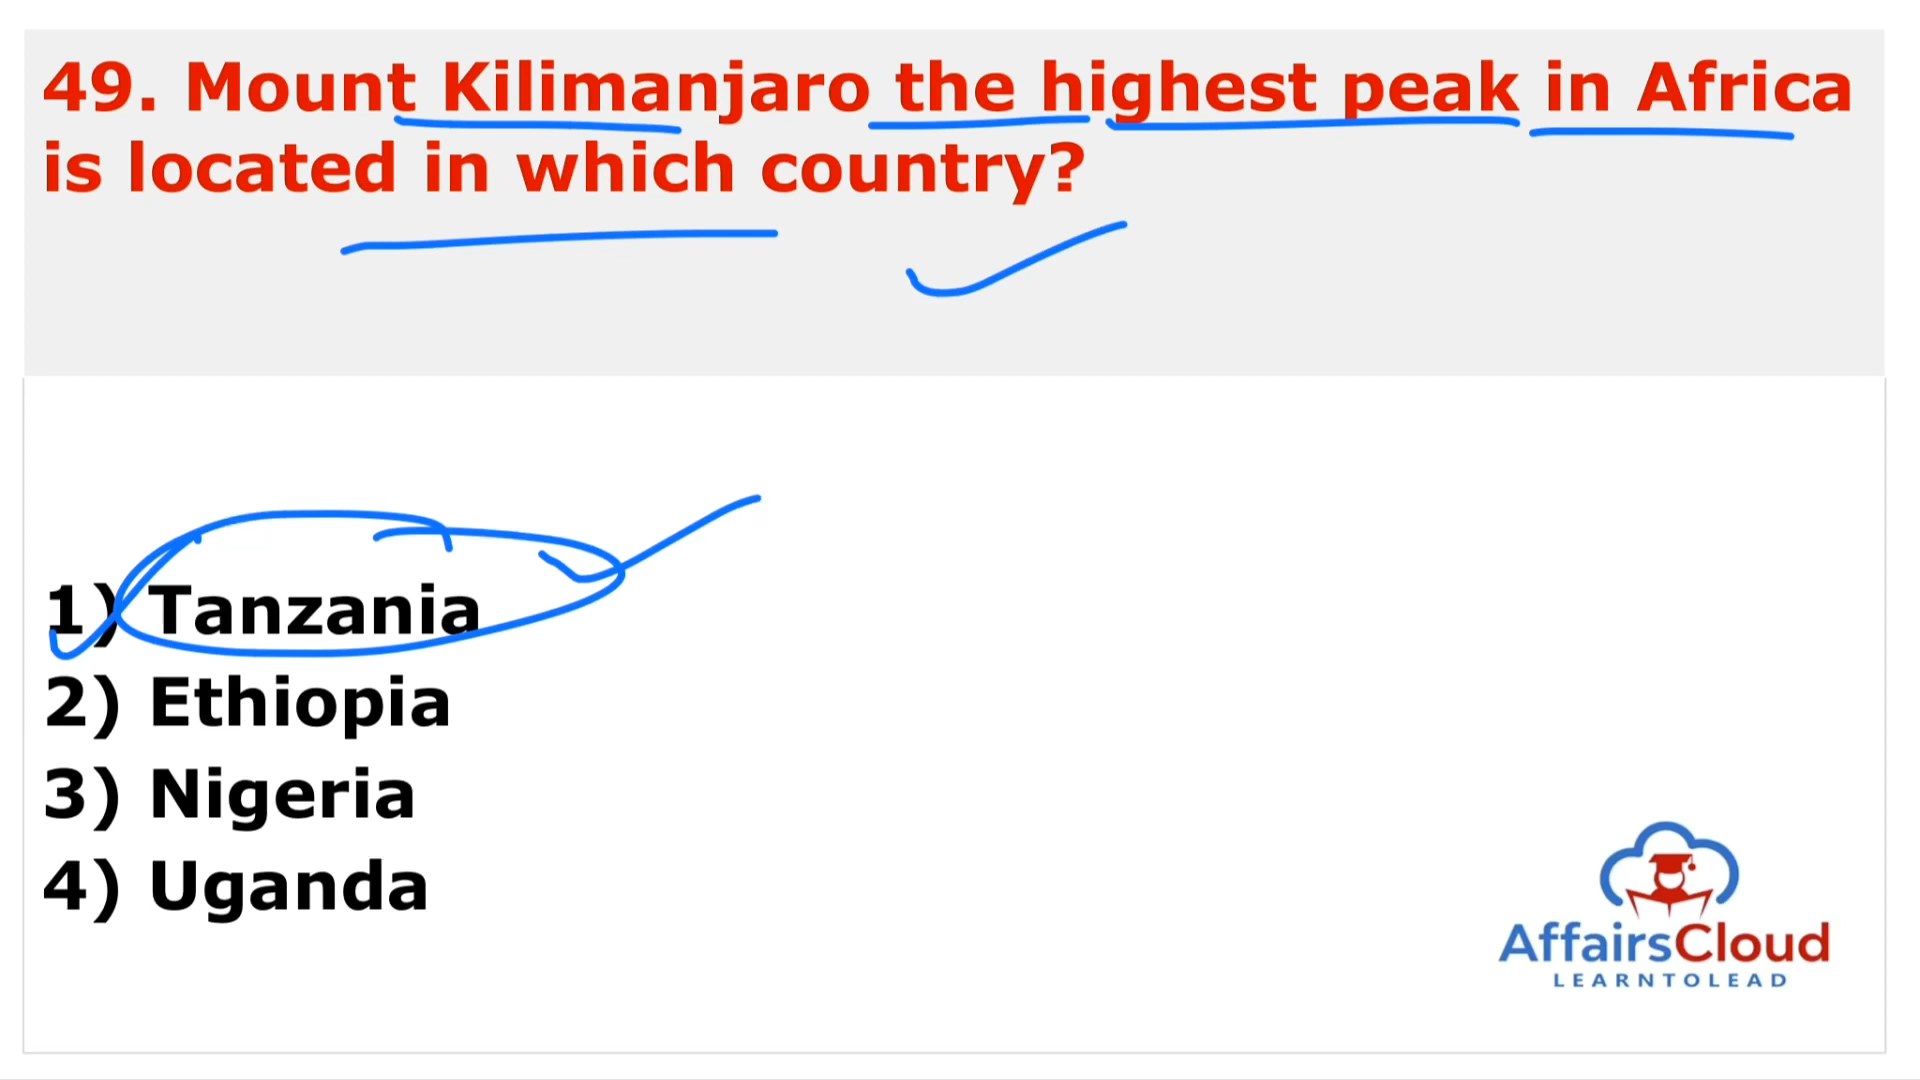 49. Mount Kilimanjaro the highest peak in Africa
is located in which country?
1) Tanzania
2) Ethiopia
3) Nigeria
4) Uganda
AffairsCloud
LEARNTOLEAD